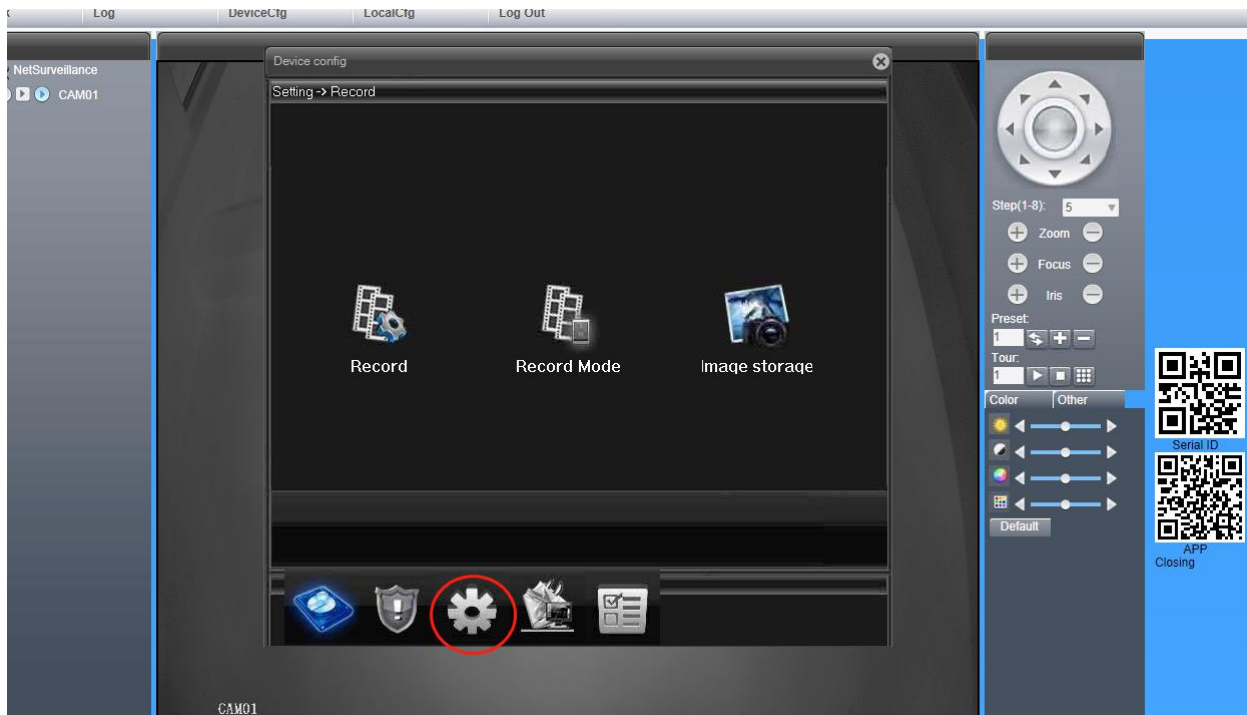 Log DeviceCfg LocalCfg Log Out
NetSurveillance
CAM01
Device config
Setting -> Record
Record Record Mode Image storage
CAM01
Step(1-8): 5
Zoom
Focus
Iris
Preset:
1
Tour:
1
Color Other
Default
Serial ID
APP
Closing